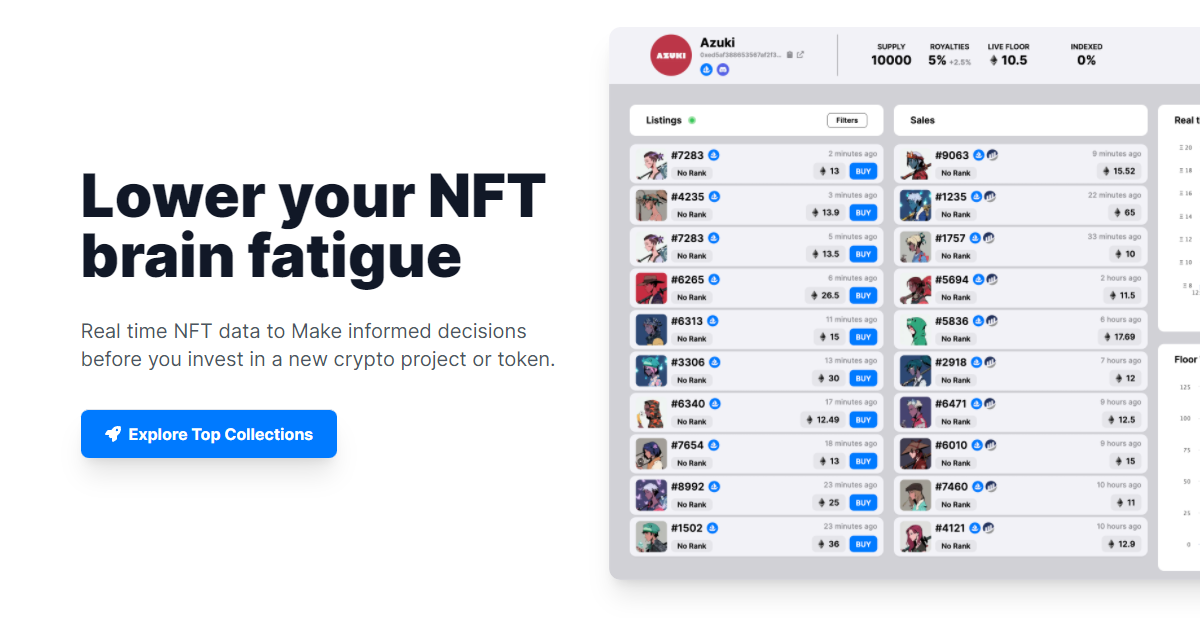 Lower your NFT
brain fatigue
Real time NFT data to Make informed decisions
before you invest in a new crypto project or token.
Explore Top Collections
AZUKI
Azuki
SUPPLY
10000
ROYALTIES
5% +2.5%
LIVE FLOOR
10.5
INDEXED
0%
Listings
Filters
#7283
2 minutes ago
No Rank
13
BUY
#4235
3 minutes ago
No Rank
13.9
BUY
#7283
5 minutes ago
No Rank
13.5
BUY
#6265
6 minutes ago
No Rank
26.5
BUY
#6313
11 minutes ago
No Rank
15
BUY
#3306
13 minutes ago
No Rank
30
BUY
#6340
17 minutes ago
No Rank
12.49
BUY
#7654
18 minutes ago
No Rank
13
BUY
#8992
23 minutes ago
No Rank
25
BUY
#1502
23 minutes ago
No Rank
36
BUY
Sales
#9063
9 minutes ago
No Rank
15.52
#1235
22 minutes ago
No Rank
65
#1757
33 minutes ago
No Rank
10
#5694
2 hours ago
No Rank
11.5
#5836
6 hours ago
No Rank
17.69
#2918
7 hours ago
No Rank
12
#6471
9 hours ago
No Rank
12.5
#6010
9 hours ago
No Rank
15
#7460
10 hours ago
No Rank
11
#4121
10 hours ago
No Rank
12.9
Real t
Ξ 20
Ξ 18
Ξ 16
Ξ 14
Ξ 12
Ξ 10
Ξ 8
Floor
125
100
75
50
25
0